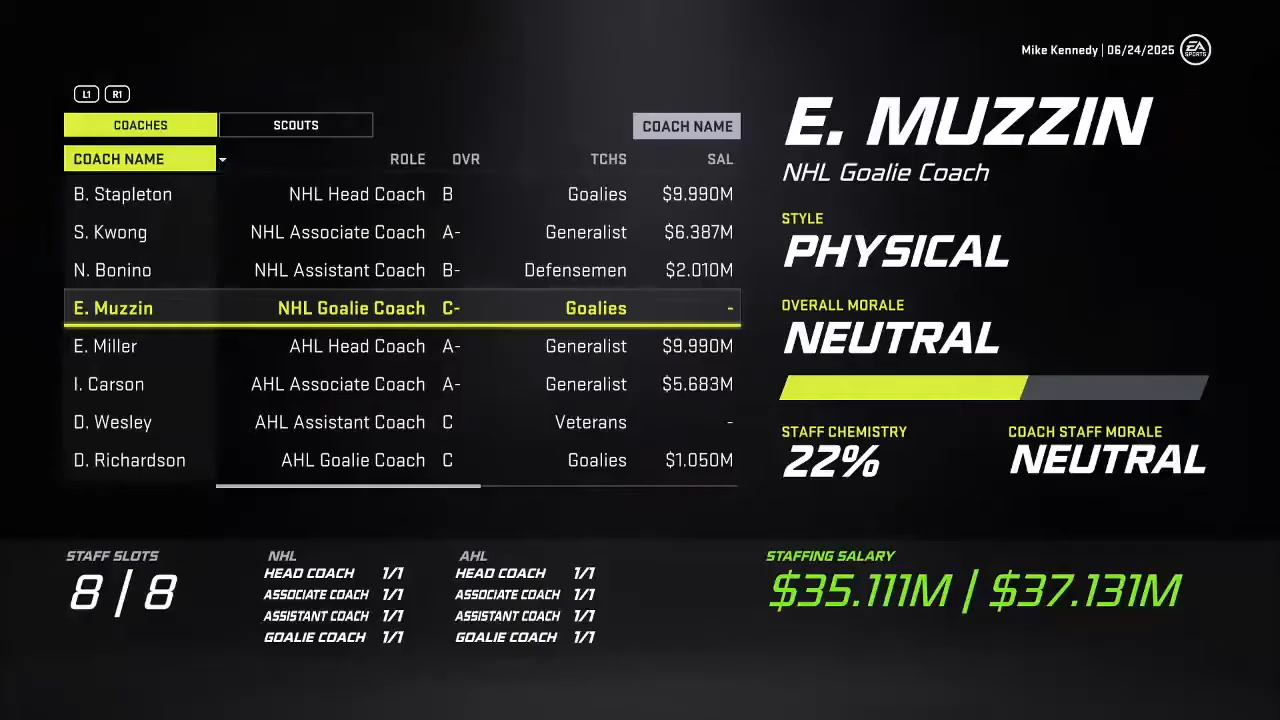 Mike Kennedy | 06/24/2025 EA SPORTS
L1 R1
COACHES SCOUTS
COACH NAME
COACH NAME ROLE OVR TCHS SAL
B. Stapleton NHL Head Coach B Goalies $9.990M
S. Kwong NHL Associate Coach A- Generalist $6.387M
N. Bonino NHL Assistant Coach B- Defensemen $2.010M
E. Muzzin NHL Goalie Coach C- Goalies -
E. Miller AHL Head Coach A- Generalist $9.990M
I. Carson AHL Associate Coach A- Generalist $5.683M
D. Wesley AHL Assistant Coach C Veterans -
D. Richardson AHL Goalie Coach C Goalies $1.050M
E. MUZZIN
NHL Goalie Coach
STYLE
PHYSICAL
OVERALL MORALE
NEUTRAL
STAFF CHEMISTRY COACH STAFF MORALE
22% NEUTRAL
STAFF SLOTS
8 / 8
NHL
HEAD COACH 1/1
ASSOCIATE COACH 1/1
ASSISTANT COACH 1/1
GOALIE COACH 1/1
AHL
HEAD COACH 1/1
ASSOCIATE COACH 1/1
ASSISTANT COACH 1/1
GOALIE COACH 1/1
STAFFING SALARY
$35.111M | $37.131M